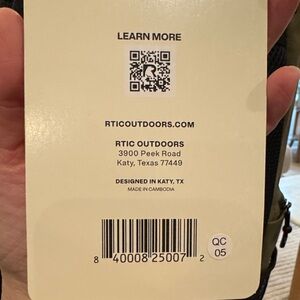 LEARN MORE
RTICOUTDOORS.COM
RTIC OUTDOORS
3900 Peek Road
Katy, Texas 77449
DESIGNED IN KATY, TX
MADE IN CAMBODIA
QC
05
8 40008 25007 2